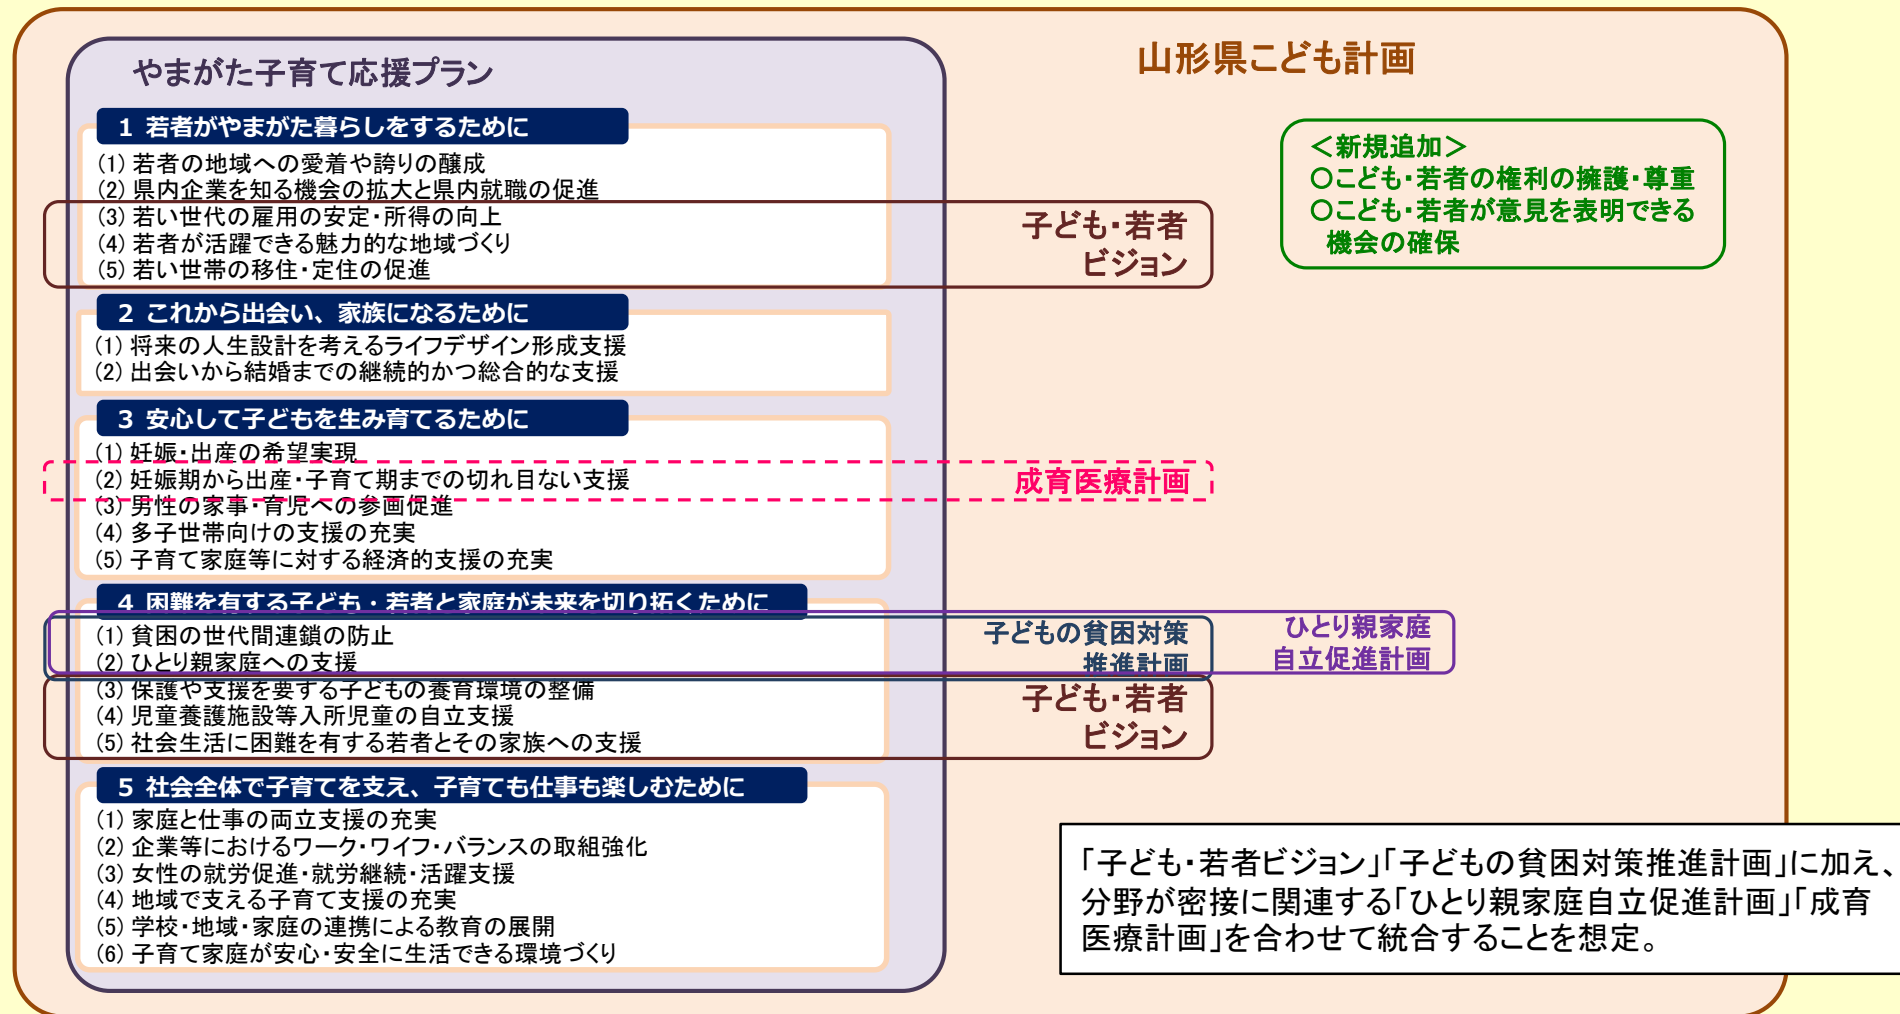 やまがた子育て応援プラン
1 若者がやまがた暮らしをするために
(1) 若者の地域への愛着や誇りの醸成
(2) 県内企業を知る機会の拡大と県内就職の促進
(3) 若い世代の雇用の安定・所得の向上
(4) 若者が活躍できる魅力的な地域づくり
(5) 若い世帯の移住・定住の促進
子ども・若者
ビジョン
2 これから出会い、家族になるために
(1) 将来の人生設計を考えるライフデザイン形成支援
(2) 出会いから結婚までの継続的かつ総合的な支援
3 安心して子どもを生み育てるために
(1) 妊娠・出産の希望実現
(2) 妊娠期から出産・子育て期までの切れ目ない支援
(3) 男性の家事・育児への参画促進
(4) 多子世帯向けの支援の充実
(5) 子育て家庭等に対する経済的支援の充実
成育医療計画
4 困難を有する子ども・若者と家庭が未来を切り拓くために
(1) 貧困の世代間連鎖の防止
(2) ひとり親家庭への支援
(3) 保護や支援を要する子どもの養育環境の整備
(4) 児童養護施設等入所児童の自立支援
(5) 社会生活に困難を有する若者とその家族への支援
子どもの貧困対策
推進計画
ひとり親家庭
自立促進計画
子ども・若者
ビジョン
5 社会全体で子育てを支え、子育ても仕事も楽しむために
(1) 家庭と仕事の両立支援の充実
(2) 企業等におけるワーク・ワイフ・バランスの取組強化
(3) 女性の就労促進・就労継続・活躍支援
(4) 地域で支える子育て支援の充実
(5) 学校・地域・家庭の連携による教育の展開
(6) 子育て家庭が安心・安全に生活できる環境づくり
山形県こども計画
＜新規追加＞
○こども・若者の権利の擁護・尊重
○こども・若者が意見を表明できる
機会の確保
「子ども・若者ビジョン」「子どもの貧困対策推進計画」に加え、
分野が密接に関連する「ひとり親家庭自立促進計画」「成育
医療計画」を合わせて統合することを想定。